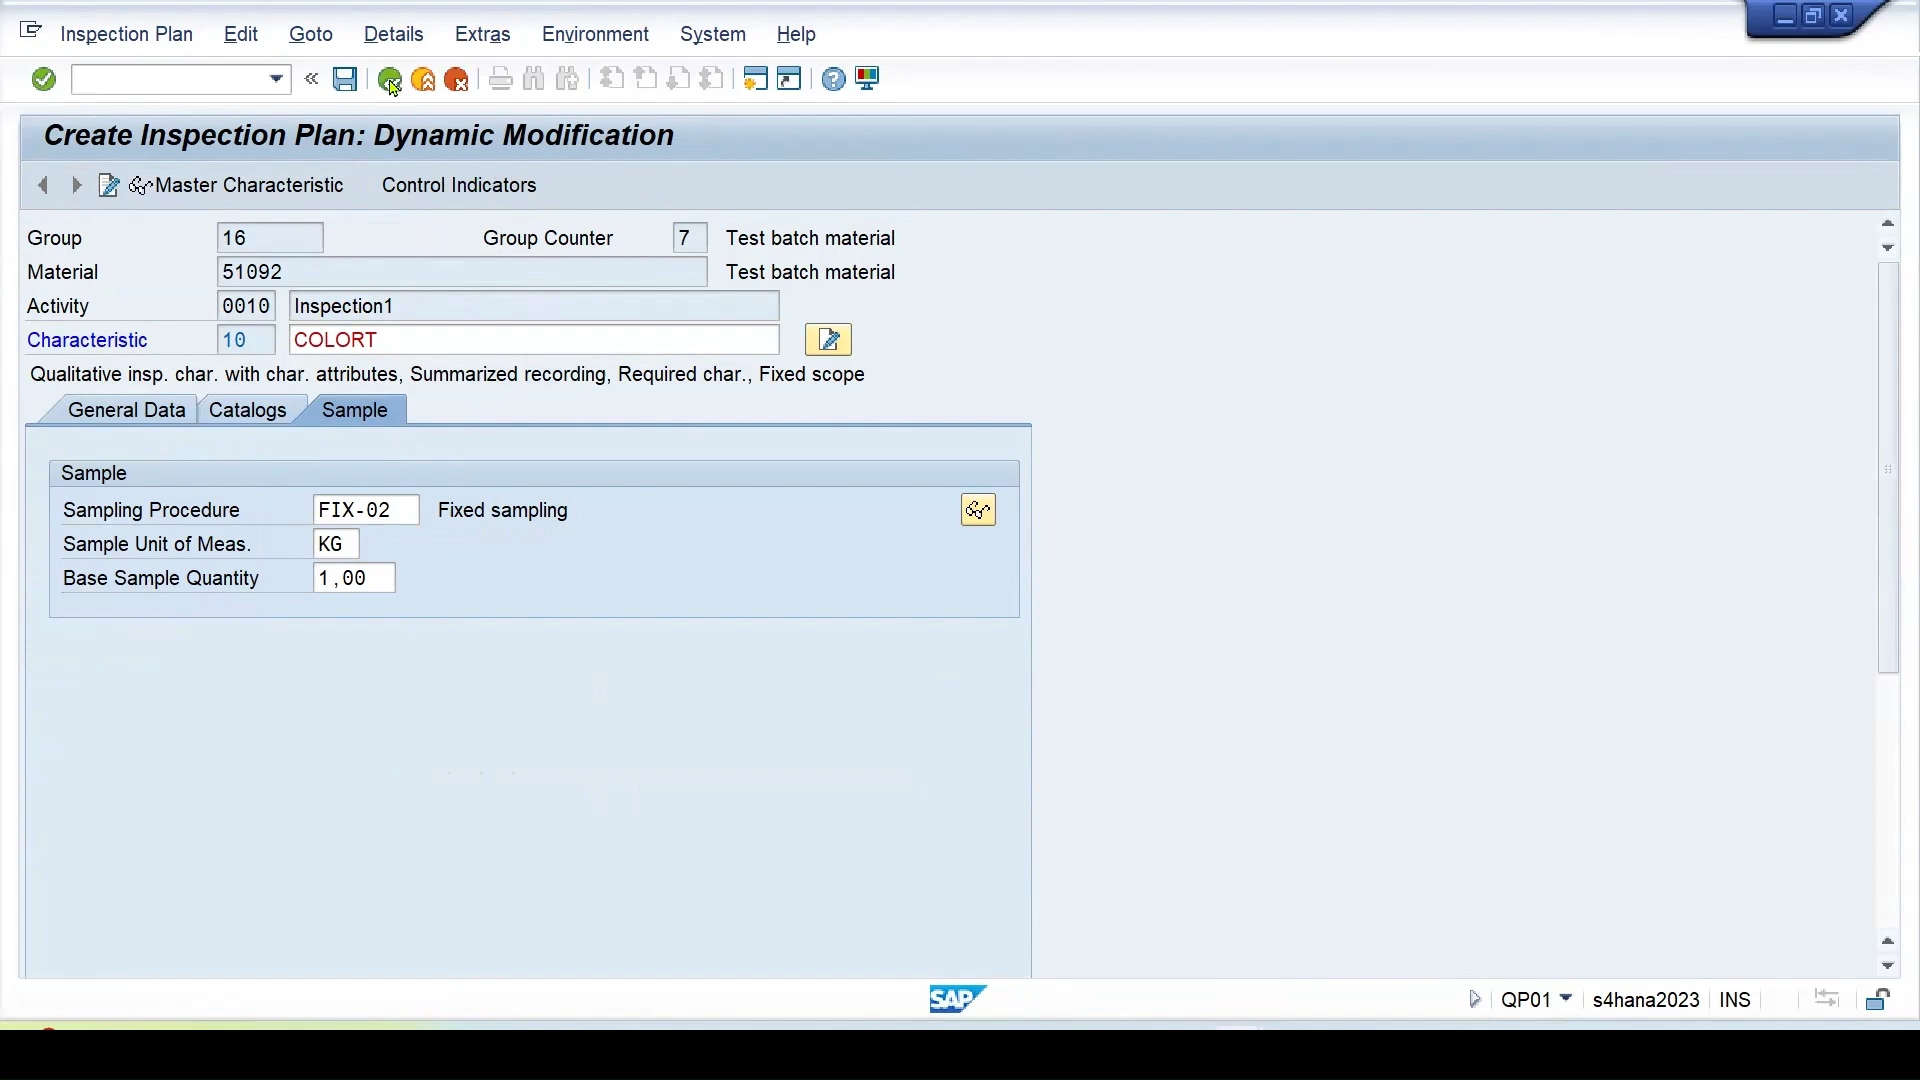 Inspection Plan Edit Goto Details Extras Environment System Help
Create Inspection Plan: Dynamic Modification
Master Characteristic Control Indicators
Group 16 Group Counter 7 Test batch material
Material 51092 Test batch material
Activity 0010 Inspection1
Characteristic 10 COLORT
Qualitative insp. char. with char. attributes, Summarized recording, Required char., Fixed scope
General Data Catalogs Sample
Sample
Sampling Procedure FIX-02 Fixed sampling
Sample Unit of Meas. KG
Base Sample Quantity 1,00
SAP QP01 s4hana2023 INS